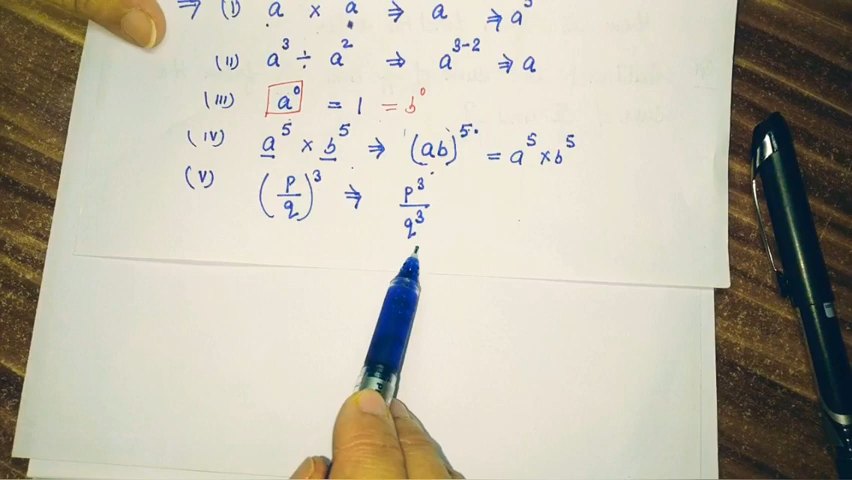 ⇒ (I) a × a ⇒ a ⇒ a⁵
(II) a³ ÷ a² ⇒ a³⁻² ⇒ a
(III) a⁰ = 1 = b⁰
(IV) a⁵ × b⁵ ⇒ (ab)⁵ = a⁵ × b⁵
(V) (p/q)³ ⇒ p³/q³